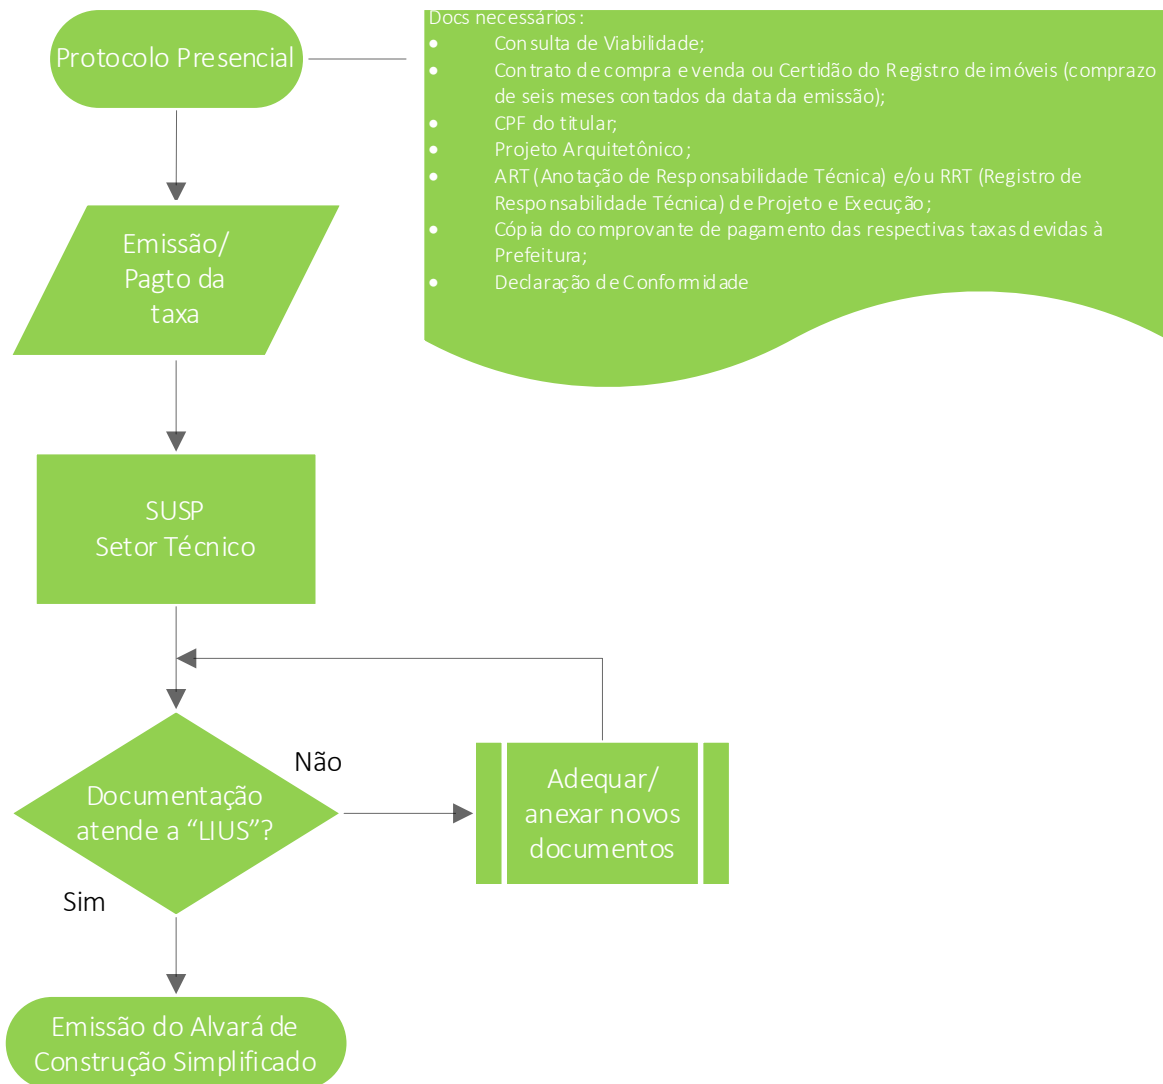 Protocolo Presencial
Docs necessários:
• Consulta de Viabilidade;
• Contrato de compra e venda ou Certidão do Registro de imóveis (com prazo
de seis meses contados da data da emissão);
• CPF do titular;
• Projeto Arquitetônico;
• ART (Anotação de Responsabilidade Técnica) e/ou RRT (Registro de
Responsabilidade Técnica) de Projeto e Execução;
• Cópia do comprovante de pagamento das respectivas taxas devidas à
Prefeitura;
• Declaração de Conformidade
Emissão/
Pagto da
taxa
SUSP
Setor Técnico
Documentação
atende a “LIUS”?
Não
Adequar/
anexar novos
documentos
Sim
Emissão do Alvará de
Construção Simplificado